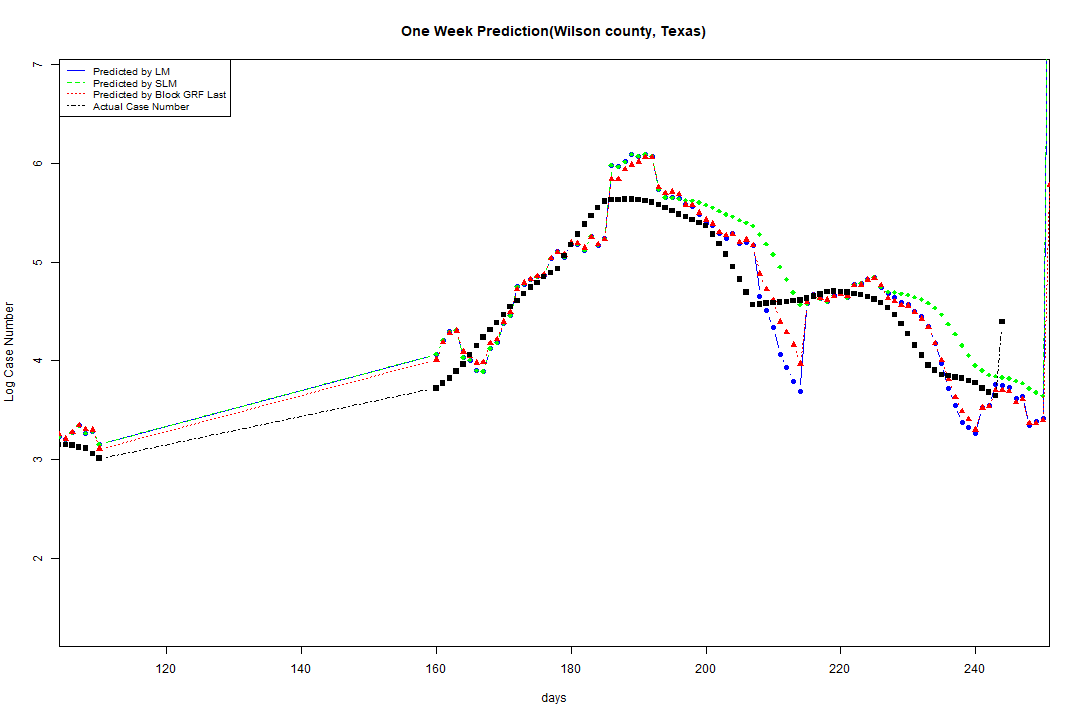 One Week Prediction(Wilson county, Texas)
Predicted by LM
Predicted by SLM
Predicted by Block GRF Last
Actual Case Number
Log Case Number
7
6
5
4
3
2
120 140 160 180 200 220 240
days